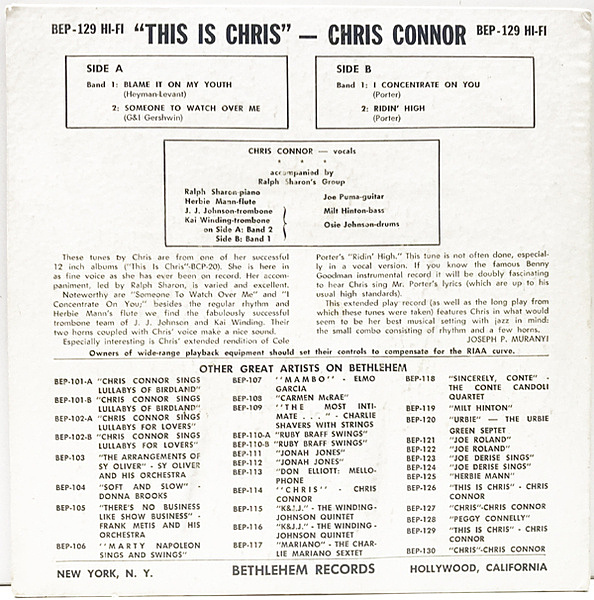 BEP-129 HI-FI "THIS IS CHRIS" — CHRIS CONNOR BEP-129 HI-FI
SIDE A
Band 1: BLAME IT ON MY YOUTH
(Heyman-Levant)
2: SOMEONE TO WATCH OVER ME
(G&I Gershwin)
SIDE B
Band 1: I CONCENTRATE ON YOU
(Porter)
2: RIDIN' HIGH
(Porter)
CHRIS CONNOR — vocals
* * *
accompanied by
Ralph Sharon's Group
Ralph Sharon-piano
Herbie Mann-flute
J. J. Johnson-trombone
Kai Winding-trombone
on Side A: Band 2
Side B: Band 1
Joe Puma-guitar
Milt Hinton-bass
Osie Johnson-drums
These tunes by Chris are from one of her successful
12 inch albums ("This Is Chris"-BCP-20). She is here in
as fine voice as she has ever been on record. Her accom-
paniment, led by Ralph Sharon, is varied and excellent.
Noteworthy are "Someone To Watch Over Me" and "I
Concentrate On You;" besides the regular rhythm and
Herbie Mann's flute we find the fabulously successful
trombone team of J. J. Johnson and Kai Winding. Their
two horns coupled with Chris' voice make a nice sound.
Especially interesting is Chris' extended rendition of Cole
Porter's "Ridin' High." This tune is not often done, especial-
ly in a vocal version. If you know the famous Benny
Goodman instrumental record it will be doubly fascinating
to hear Chris sing Mr. Porter's lyrics (which are up to his
usual high standards).
This extended play record (as well as the long play from
which these tunes were taken) features Chris in what would
seem to be her best musical setting with jazz in mind:
the small combo consisting of rhythm and a few horns.
JOSEPH P. MURANYI
Owners of wide-range playback equipment should set their controls to compensate for the RIAA curve.
OTHER GREAT ARTISTS ON BETHLEHEM
BEP-101-A "CHRIS CONNOR SINGS
LULLABYS OF BIRDLAND"
BEP-101-B "CHRIS CONNOR SINGS
LULLABYS OF BIRDLAND"
BEP-102-A "CHRIS CONNOR SINGS
LULLABYS FOR LOVERS"
BEP-102-B "CHRIS CONNOR SINGS
LULLABYS FOR LOVERS"
BEP-103 "THE ARRANGEMENTS OF
SY OLIVER" - SY OLIVER
AND HIS ORCHESTRA
BEP-104 "SOFT AND SLOW" -
DONNA BROOKS
BEP-105 "THERE'S NO BUSINESS
LIKE SHOW BUSINESS" -
FRANK METIS AND HIS
ORCHESTRA
BEP-106 "MARTY NAPOLEON
SINGS AND SWINGS"
BEP-107 "MAMBO" - ELMO
GARCIA
BEP-108 "CARMEN McRAE"
BEP-109 "THE MOST INTI-
MATE . . . " - CHARLIE
SHAVERS WITH STRINGS
BEP-110-A "RUBY BRAFF SWINGS"
BEP-110-B "RUBY BRAFF SWINGS"
BEP-111 "JONAH JONES"
BEP-112 "JONAH JONES"
BEP-113 "DON ELLIOTT: MELLO-
PHONE
BEP-114 "CHRIS" - CHRIS
CONNOR
BEP-115 "K&.J." - THE WINDING-
JOHNSON QUINTET
BEP-116 "K&J.J." - THE WINDING-
JOHNSON QUINTET
BEP-117 "MARIANO" - THE CHAR-
LIE MARIANO SEXTET
BEP-118 "SINCERELY, CONTE" -
THE CONTE CANDOLI
QUARTET
BEP-119 "MILT HINTON"
BEP-120 "URBIE" — THE URBIE
GREEN SEPTET
BEP-121 "JOE ROLAND"
BEP-122 "JOE ROLAND"
BEP-123 "JOE DERISE SINGS"
BEP-124 "JOE DERISE SINGS"
BEP-125 "HERBIE MANN"
BEP-126 "THIS IS CHRIS" - CHRIS
CONNOR
BEP-127 "CHRIS"-CHRIS CONNOR
BEP-128 "PEGGY CONNELLY"
BEP-129 "THIS IS CHRIS" - CHRIS
CONNOR
BEP-130 "CHRIS"-CHRIS CONNOR
NEW YORK, N. Y. BETHLEHEM RECORDS HOLLYWOOD, CALIFORNIA